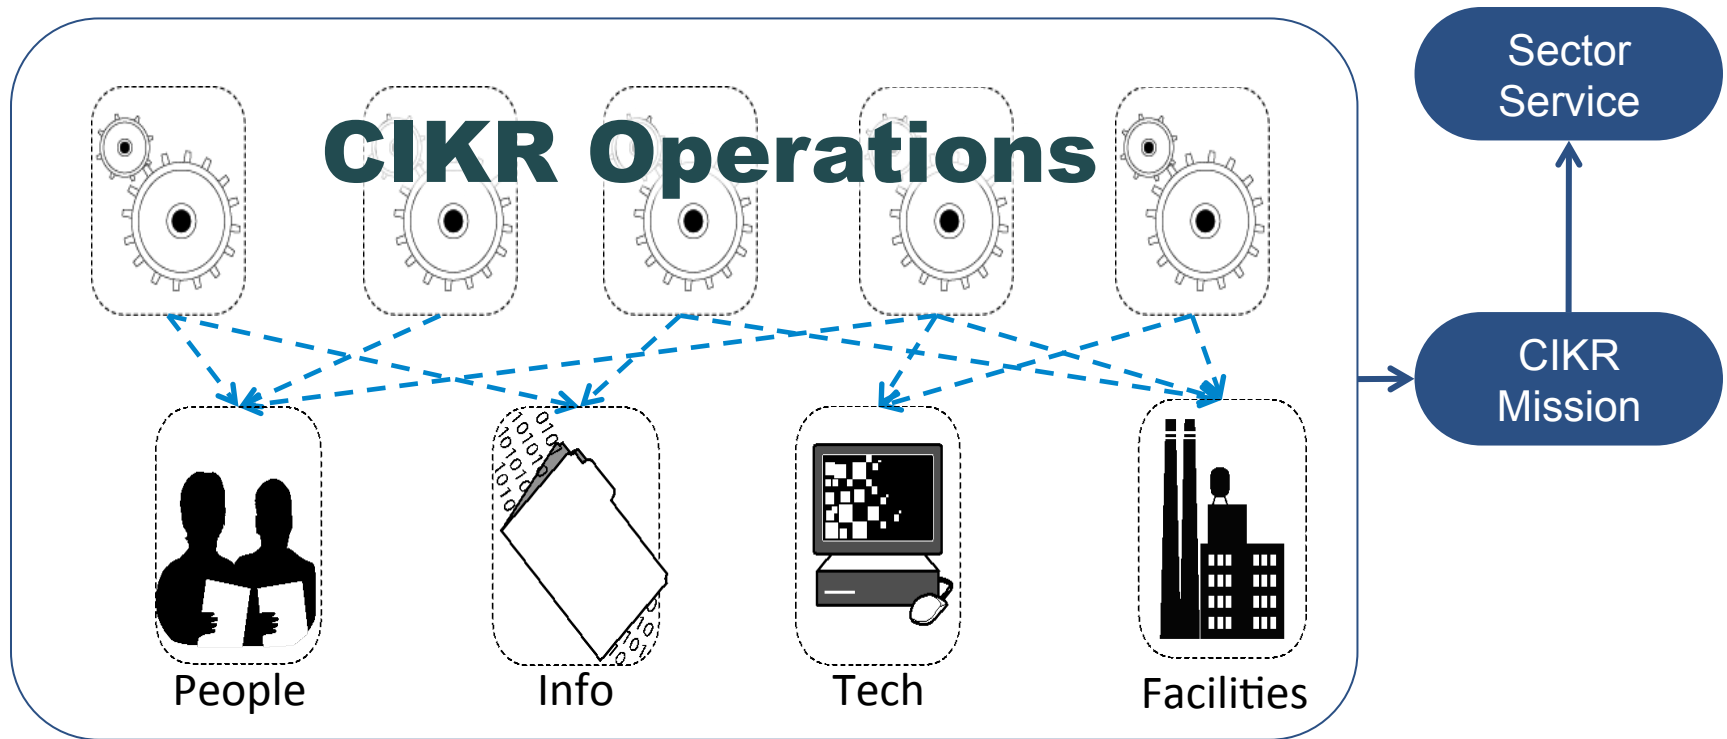 CIKR Operations
Sector
Service
CIKR
Mission
People
Info
Tech
Facilities